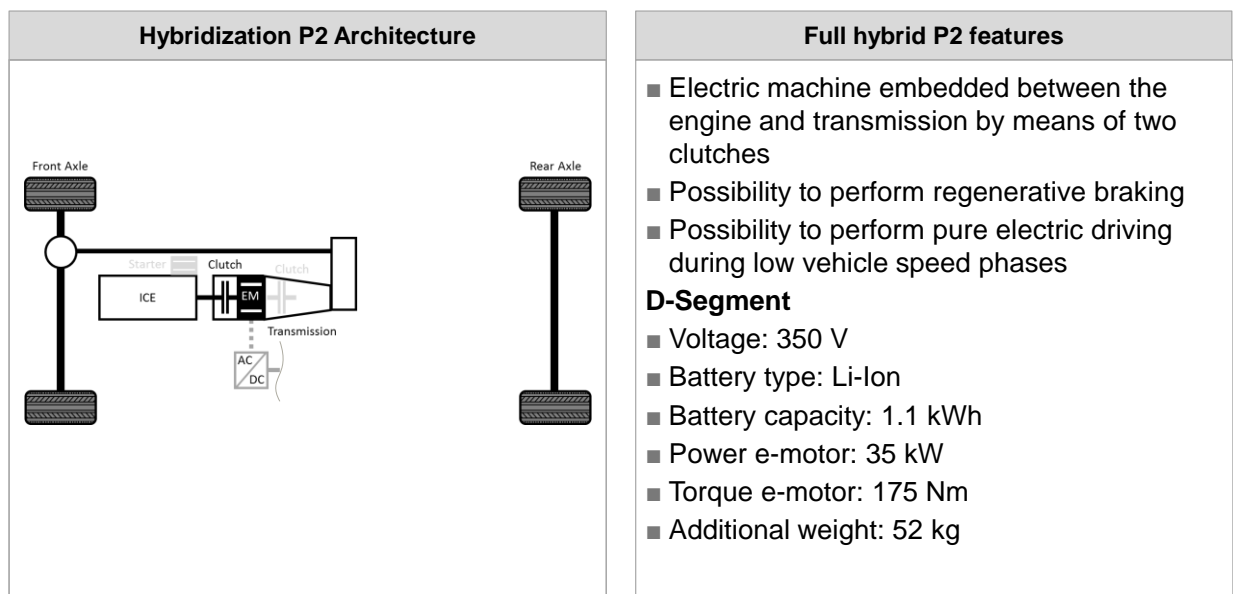 Hybridization P2 Architecture
Front Axle
Rear Axle
Starter
Clutch
Clutch
ICE
EM
Transmission
AC
DC
Full hybrid P2 features
■ Electric machine embedded between the
engine and transmission by means of two
clutches
■ Possibility to perform regenerative braking
■ Possibility to perform pure electric driving
during low vehicle speed phases
D-Segment
■ Voltage: 350 V
■ Battery type: Li-Ion
■ Battery capacity: 1.1 kWh
■ Power e-motor: 35 kW
■ Torque e-motor: 175 Nm
■ Additional weight: 52 kg